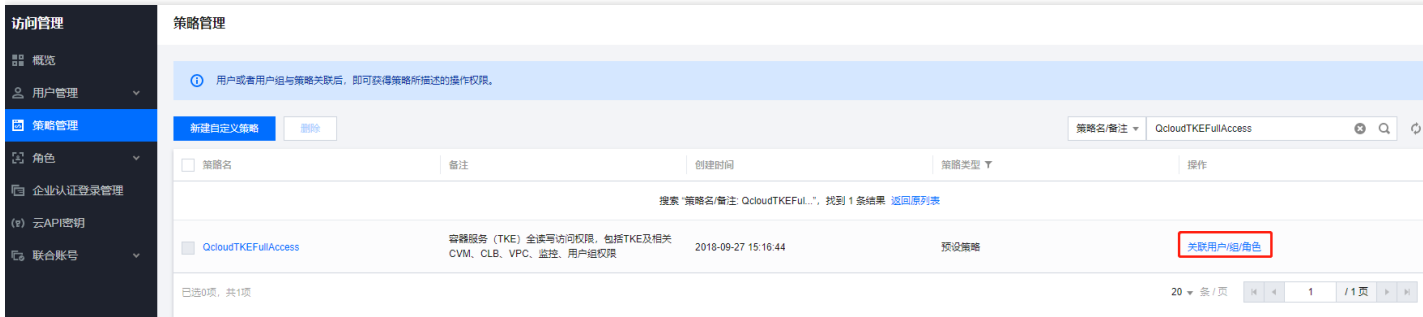 访问管理
概览
用户管理
策略管理
角色
企业认证登录管理
云API密钥
联合账号
策略管理
用户或者用户组与策略关联后，即可获得策略所描述的操作权限。
新建自定义策略 删除 策略名/备注 QcloudTKEFullAccess
策略名 备注 创建时间 策略类型 操作
搜索 “策略名/备注: QcloudTKEFul...”，找到 1 条结果 返回原列表
QcloudTKEFullAccess 容器服务（TKE）全读写访问权限，包括TKE及相关 2018-09-27 15:16:44 预设策略 关联用户/组/角色
CVM、CLB、VPC、监控、用户组权限
已选0项，共1项 20 条 / 页 1 / 1 页